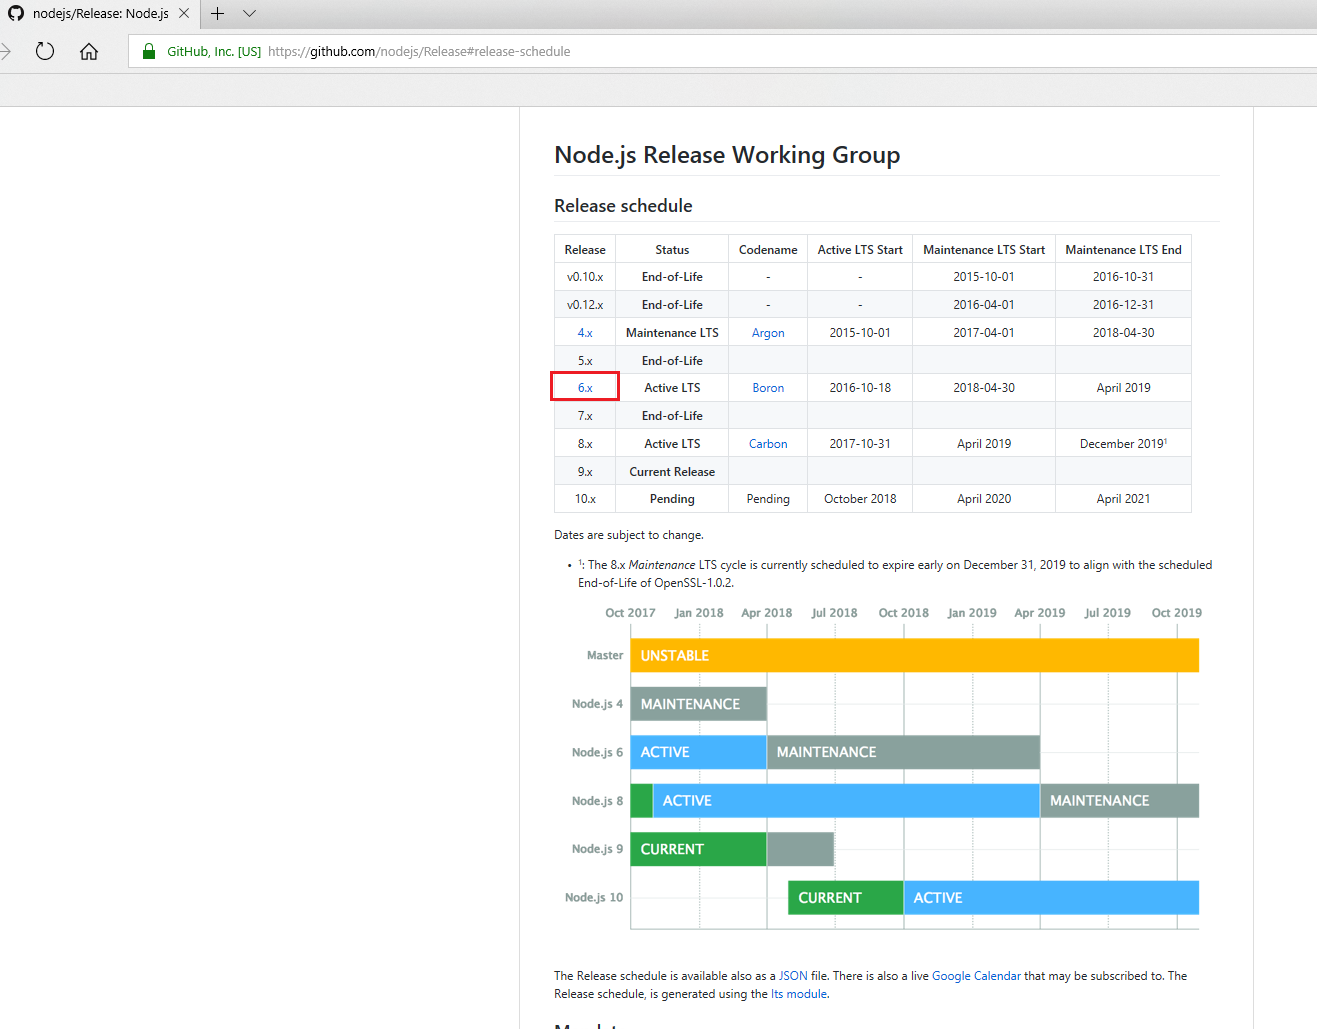 nodejs/Release: Node.js
GitHub, Inc. [US] https://github.com/nodejs/Release#release-schedule
Node.js Release Working Group
Release schedule
Release Status Codename Active LTS Start Maintenance LTS Start Maintenance LTS End
v0.10.x End-of-Life - - 2015-10-01 2016-10-31
v0.12.x End-of-Life - - 2016-04-01 2016-12-31
4.x Maintenance LTS Argon 2015-10-01 2017-04-01 2018-04-30
5.x End-of-Life
6.x Active LTS Boron 2016-10-18 2018-04-30 April 2019
7.x End-of-Life
8.x Active LTS Carbon 2017-10-31 April 2019 December 2019¹
9.x Current Release
10.x Pending Pending October 2018 April 2020 April 2021
Dates are subject to change.
• ¹: The 8.x Maintenance LTS cycle is currently scheduled to expire early on December 31, 2019 to align with the scheduled
End-of-Life of OpenSSL-1.0.2.
Oct 2017 Jan 2018 Apr 2018 Jul 2018 Oct 2018 Jan 2019 Apr 2019 Jul 2019 Oct 2019
Master UNSTABLE
Node.js 4 MAINTENANCE
Node.js 6 ACTIVE MAINTENANCE
Node.js 8 ACTIVE MAINTENANCE
Node.js 9 CURRENT
Node.js 10 CURRENT ACTIVE
The Release schedule is available also as a JSON file. There is also a live Google Calendar that may be subscribed to. The
Release schedule, is generated using the lts module.